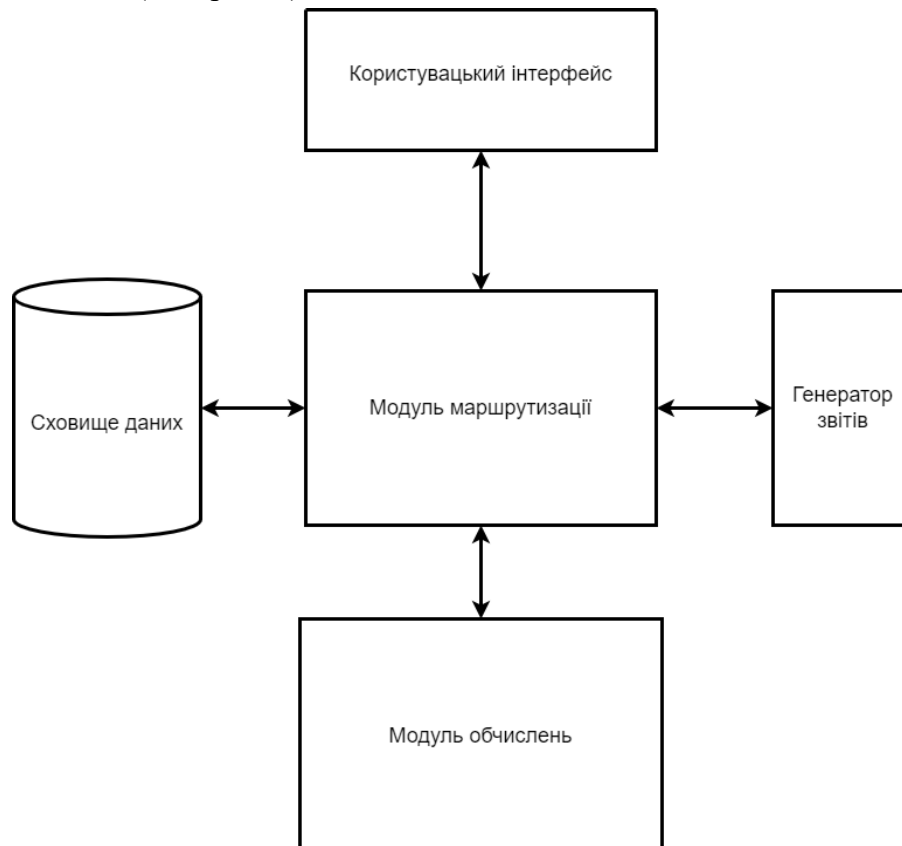 Користувацький інтерфейс
Сховище даних
Модуль маршрутизації
Генератор
звітів
Модуль обчислень